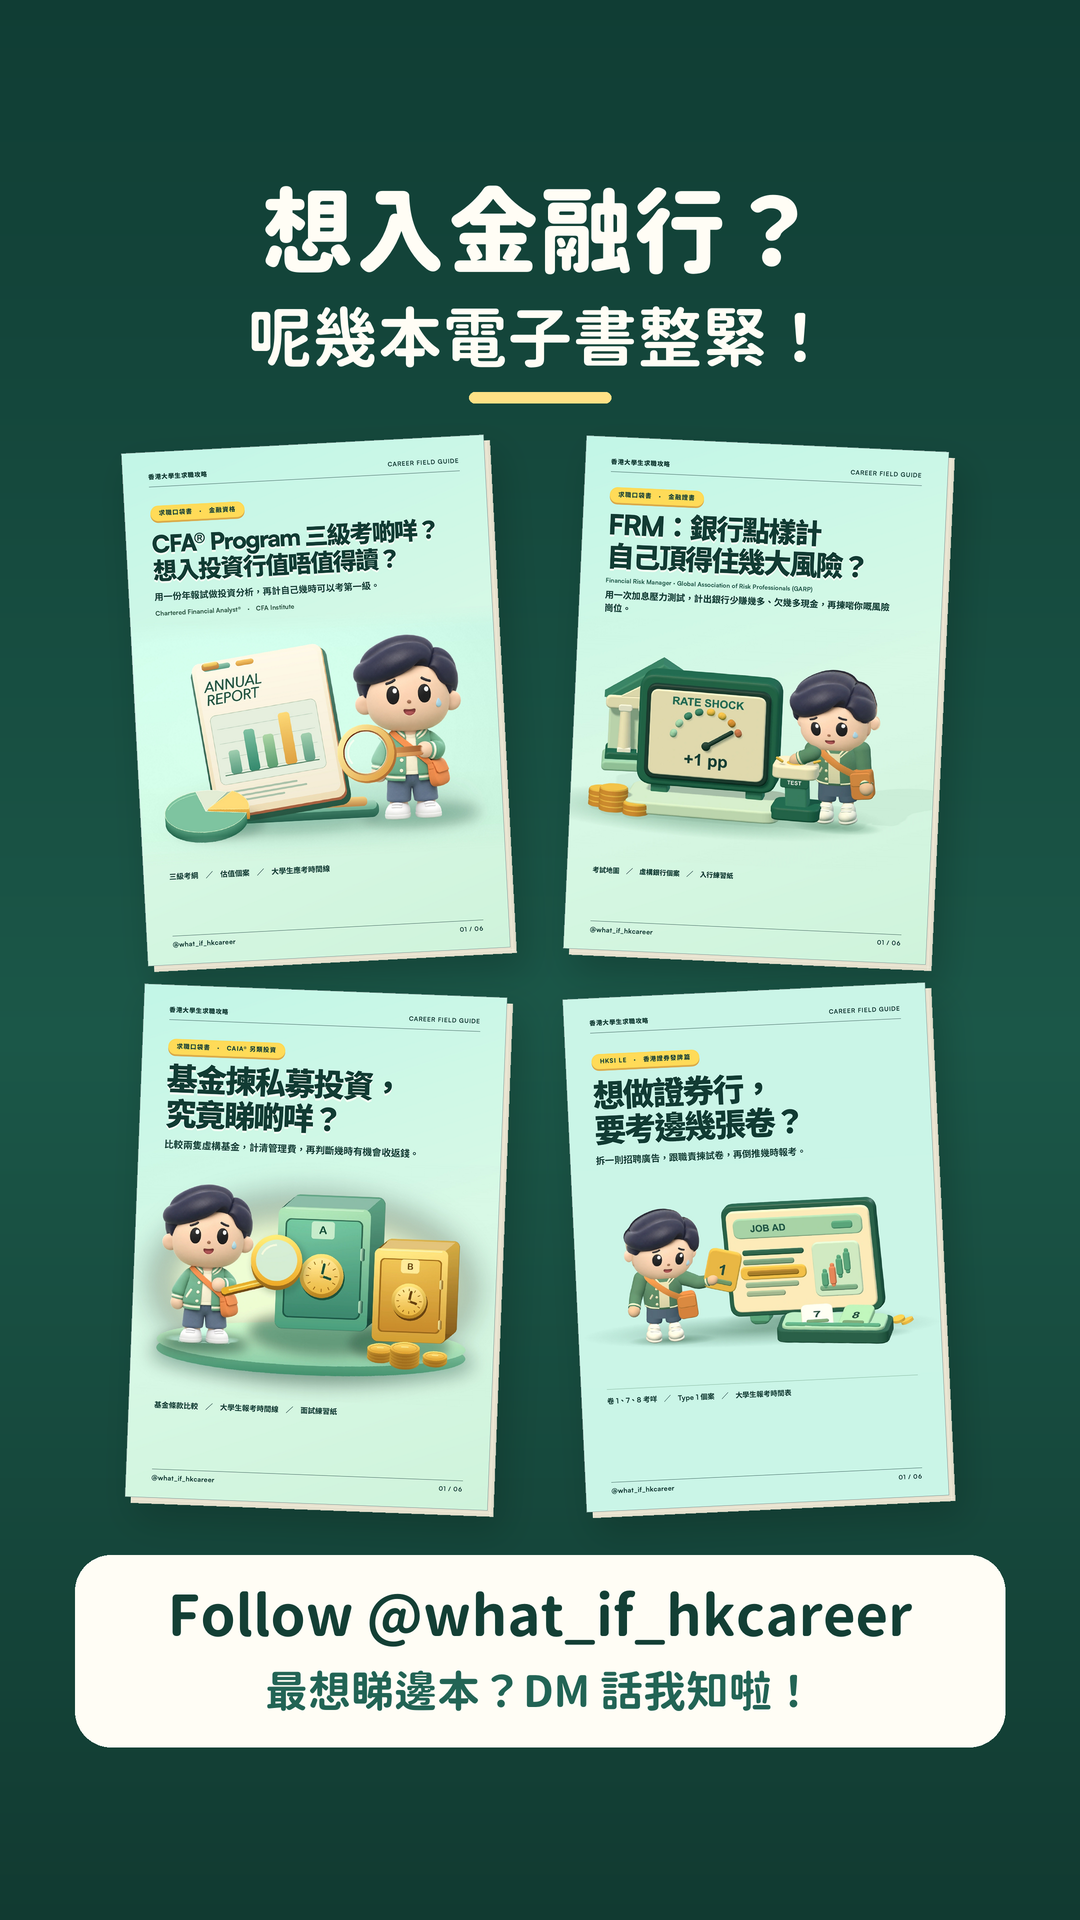 想入金融行？
呢幾本電子書整緊！
香港大學生求職攻略
CAREER FIELD GUIDE
求職口袋書 · 金融資格
CFA® Program 三級考啲咩？
想入投資行值唔值得讀？
用一份年報試做投資分析，再計自己幾時可以考第一級。
Chartered Financial Analyst® · CFA Institute
ANNUAL
REPORT
三級考綱 ／ 估值個案 ／ 大學生應考時間線
@what_if_hkcareer
01 / 06
香港大學生求職攻略
CAREER FIELD GUIDE
求職口袋書 · 金融證書
FRM：銀行點樣計
自己頂得住幾大風險？
Financial Risk Manager · Global Association of Risk Professionals (GARP)
用一次加息壓力測試，計出銀行少賺幾多、欠幾多現金，再揀啱你嘅風險
崗位。
RATE SHOCK
+1 pp
TEST
考試地圖 ／ 虛構銀行個案 ／ 入行練習紙
@what_if_hkcareer
01 / 06
香港大學生求職攻略
CAREER FIELD GUIDE
求職口袋書 · CAIA® 另類投資
基金揀私募投資，
究竟睇啲咩？
比較兩隻虛構基金，計清管理費，再判斷幾時有機會收返錢。
A
B
基金條款比較 ／ 大學生報考時間線 ／ 面試練習紙
@what_if_hkcareer
01 / 06
香港大學生求職攻略
CAREER FIELD GUIDE
HKSI LE · 香港證券發牌篇
想做證券行，
要考邊幾張卷？
拆一則招聘廣告，跟職責揀試卷，再倒推幾時報考。
JOB AD
1
7
8
卷 1、7、8 考咩 ／ Type 1 個案 ／ 大學生報考時間表
@what_if_hkcareer
01 / 06
Follow @what_if_hkcareer
最想睇邊本？DM 話我知啦！